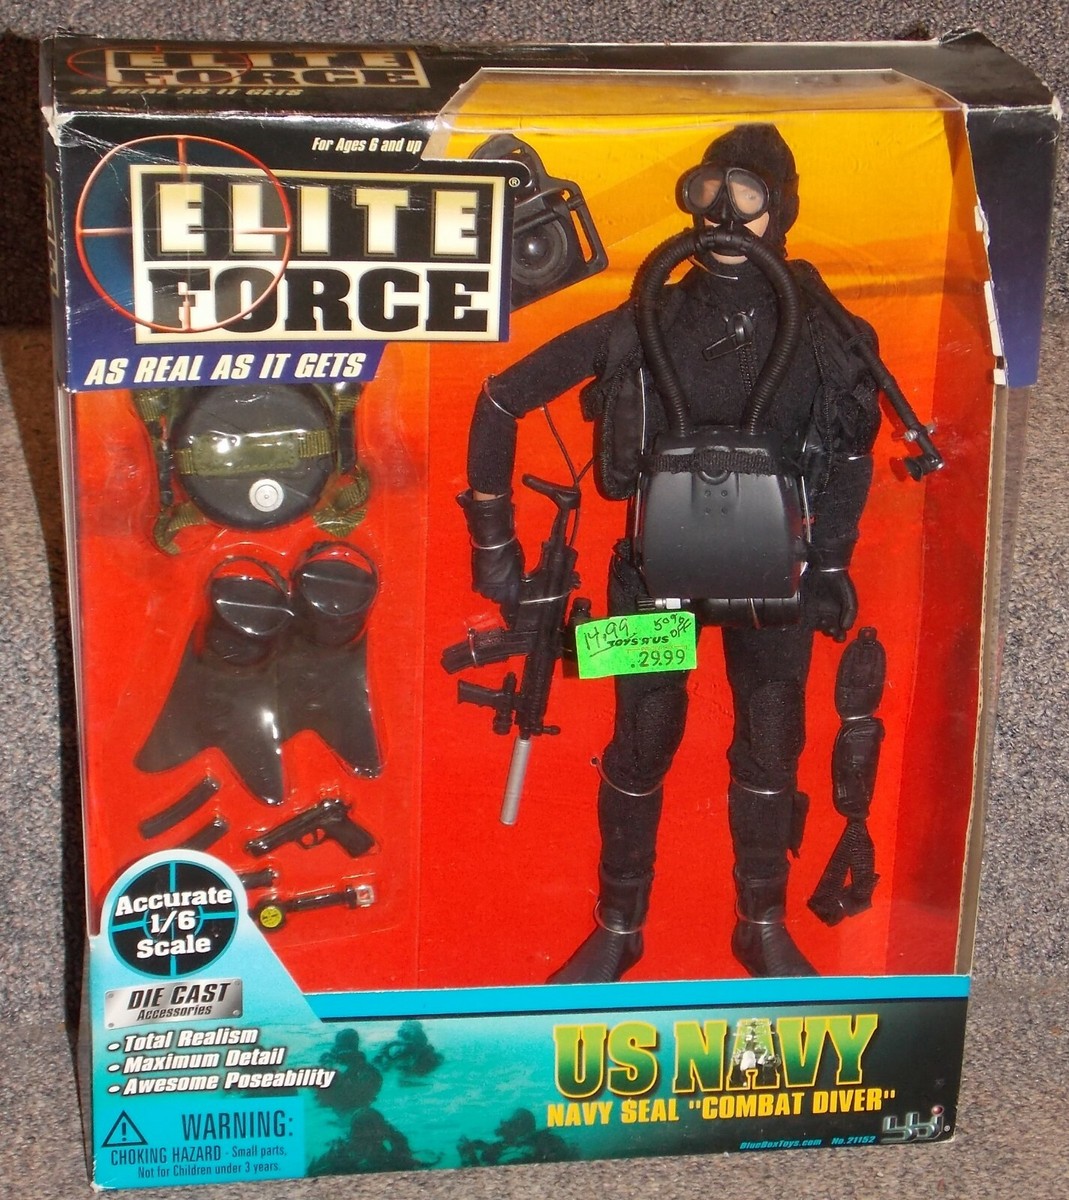 ELITE
FORCE
AS REAL AS IT GETS
For Ages 6 and up
ELITE ®
FORCE
AS REAL AS IT GETS
14.99 50% OFF
TOYS"R"US
.29.99
Accurate
1/6
Scale
DIE CAST
Accessories
- Total Realism
- Maximum Detail
- Awesome Poseability
WARNING:
CHOKING HAZARD - Small parts,
Not for Children under 3 years.
US NAVY
NAVY SEAL "COMBAT DIVER"
BlueBoxToys.com No. 21152
bbi®